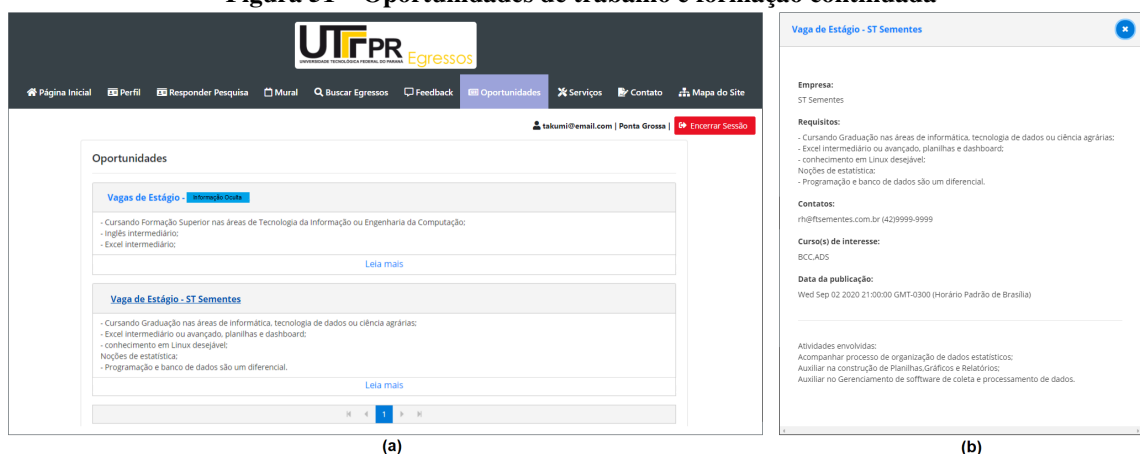 Figura 31 – Oportunidades de trabalho e formação continuada
UTFPR Egressos
UNIVERSIDADE TECNOLÓGICA FEDERAL DO PARANÁ
Página Inicial Perfil Responder Pesquisa Mural Buscar Egressos Feedback Oportunidades Serviços Contato Mapa do Site
takumi@email.com | Ponta Grossa | Encerrar Sessão
Oportunidades
Vagas de Estágio - Informação Oculta
- Cursando Formação Superior nas áreas de Tecnologia da Informação ou Engenharia da Computação;
- Inglês intermediário;
- Excel intermediário;
Leia mais
Vaga de Estágio - ST Sementes
- Cursando Graduação nas áreas de informática, tecnologia de dados ou ciência agrárias;
- Excel intermediário ou avançado, planilhas e dashboard;
- conhecimento em Linux desejável;
Noções de estatística;
- Programação e banco de dados são um diferencial.
Leia mais
1
(a)
Vaga de Estágio - ST Sementes
Empresa:
ST Sementes
Requisitos:
- Cursando Graduação nas áreas de informática, tecnologia de dados ou ciência agrárias;
- Excel intermediário ou avançado, planilhas e dashboard;
- conhecimento em Linux desejável;
Noções de estatística;
- Programação e banco de dados são um diferencial.
Contatos:
rh@ftsementes.com.br (42)9999-9999
Curso(s) de interesse:
BCC,ADS
Data da publicação:
Wed Sep 02 2020 21:00:00 GMT-0300 (Horário Padrão de Brasília)
Atividades envolvidas:
Acompanhar processo de organização de dados estatísticos;
Auxiliar na construção de Planilhas,Gráficos e Relatórios;
Auxiliar no Gerenciamento de sofftware de coleta e processamento de dados.
(b)